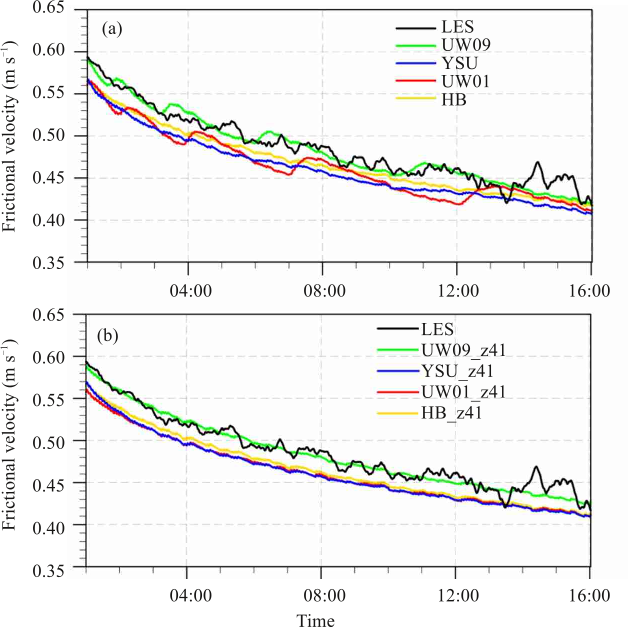 0.65
0.60
0.55
0.50
0.45
0.40
0.35
Frictional velocity (m s⁻¹)
(a)
LES
UW09
YSU
UW01
HB
04:00 08:00 12:00 16:00
0.65
0.60
0.55
0.50
0.45
0.40
0.35
Frictional velocity (m s⁻¹)
(b)
LES
UW09_z41
YSU_z41
UW01_z41
HB_z41
04:00 08:00 12:00 16:00
Time